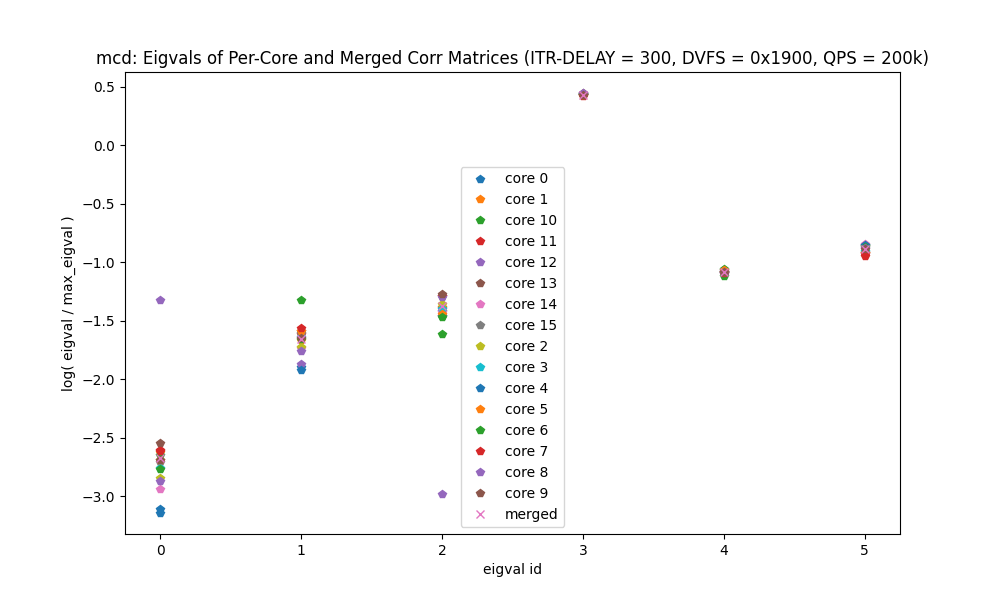 mcd: Eigvals of Per-Core and Merged Corr Matrices (ITR-DELAY = 300, DVFS = 0x1900, QPS = 200k)
0.5
0.0
−0.5
−1.0
−1.5
−2.0
−2.5
−3.0
log( eigval / max_eigval )
core 0
core 1
core 10
core 11
core 12
core 13
core 14
core 15
core 2
core 3
core 4
core 5
core 6
core 7
core 8
core 9
merged
0 1 2 3 4 5
eigval id